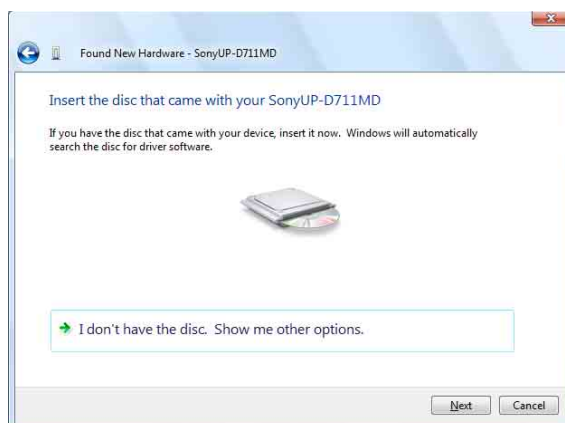 Found New Hardware - SonyUP-D711MD
Insert the disc that came with your SonyUP-D711MD
If you have the disc that came with your device, insert it now. Windows will automatically
search the disc for driver software.
I don't have the disc. Show me other options.
Next
Cancel